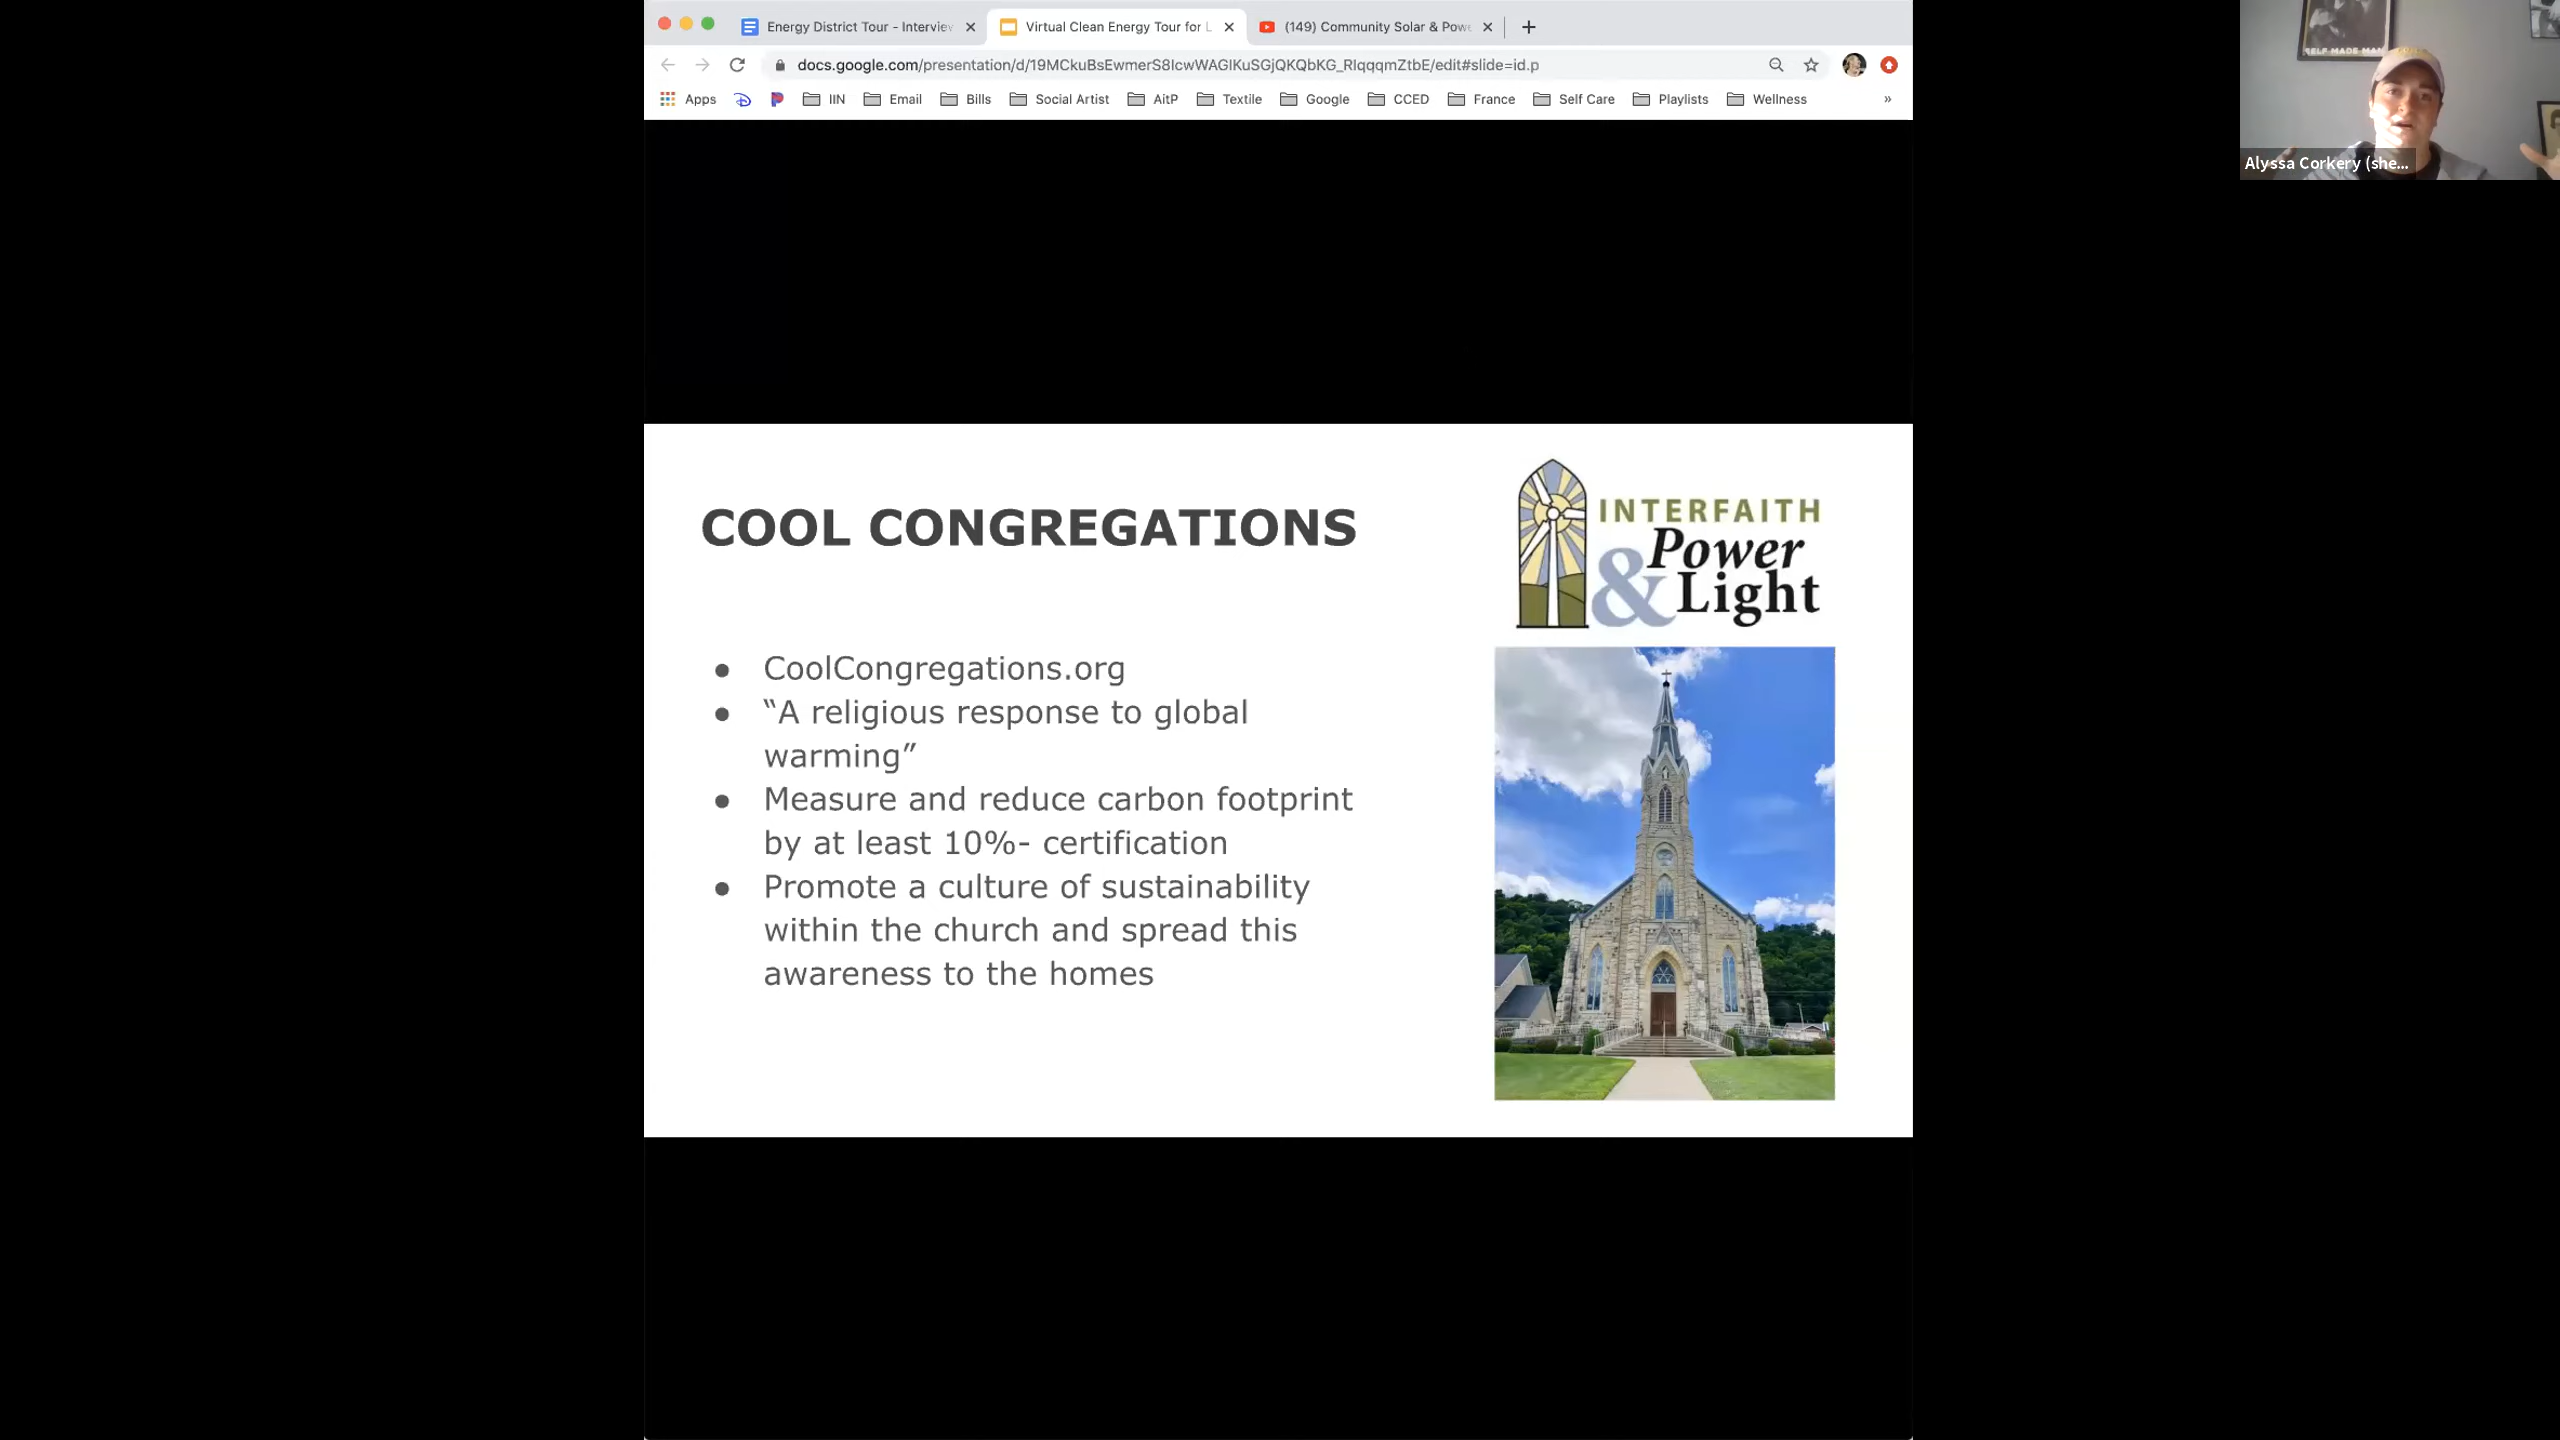 Energy District Tour - Interview
Virtual Clean Energy Tour for L
(149) Community Solar & Pow
docs.google.com/presentation/d/19MCkuBsEwmerS8IcwWAGIKuSGjQKQbKG_RIqqqmZtbE/edit#slide=id.p
Apps
IIN
Email
Bills
Social Artist
AitP
Textile
Google
CCED
France
Self Care
Playlists
Wellness
»
SELF MADE MAN
Alyssa Corkery (she...
COOL CONGREGATIONS
INTERFAITH
Power
& Light
● CoolCongregations.org
● “A religious response to global
warming”
● Measure and reduce carbon footprint
by at least 10%- certification
● Promote a culture of sustainability
within the church and spread this
awareness to the homes